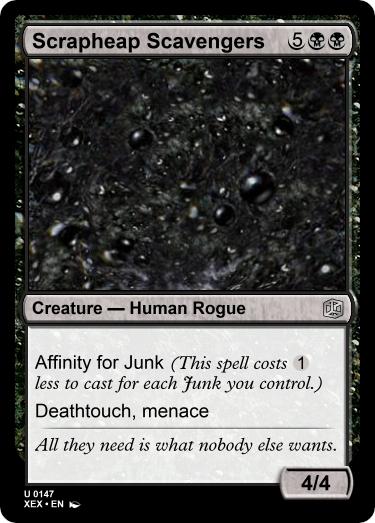 Scrapheap Scavengers 5
Creature — Human Rogue
Affinity for Junk (This spell costs 1
less to cast for each Junk you control.)
Deathtouch, menace
All they need is what nobody else wants.
4/4
U 0147
XEX • EN